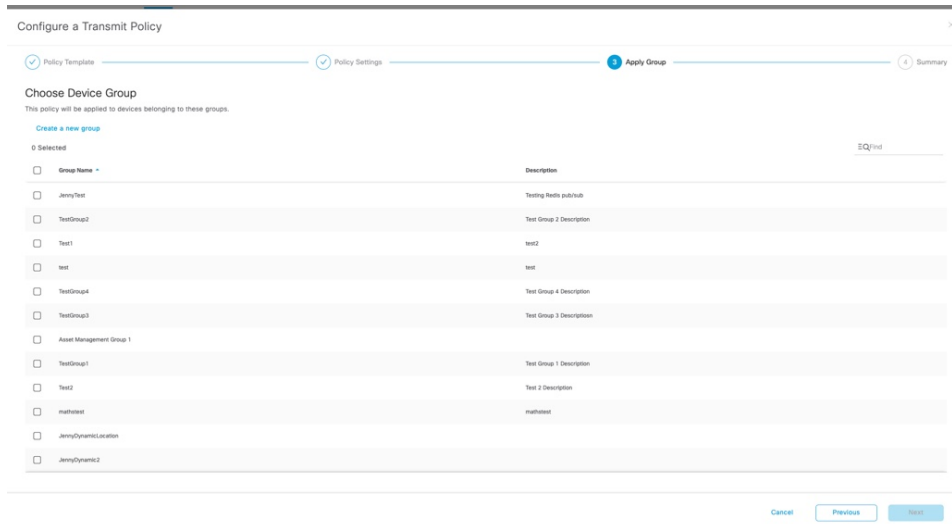 Configure a Transmit Policy
Policy Template
Policy Settings
3 Apply Group
4 Summary
Choose Device Group
This policy will be applied to devices belonging to these groups.
Create a new group
0 Selected
Find
Group Name Description
JennyTest Testing Redis pub/sub
TestGroup2 Test Group 2 Description
Test1 test2
test test
TestGroup4 Test Group 4 Description
TestGroup3 Test Group 3 Descriptioon
Asset Management Group 1
TestGroup1 Test Group 1 Description
Test2 Test 2 Description
mathstest mathstest
JennyDynamicLocation
JennyDynamic2
Cancel Previous Next